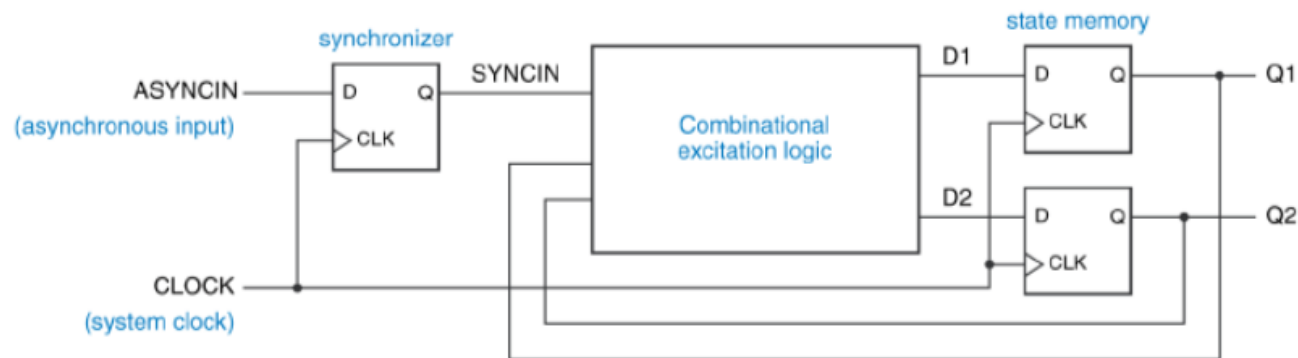 state memory
synchronizer
ASYNCIN
(asynchronous input)
D
Q
CLK
SYNCIN
Combinational
excitation logic
D1
D
Q
CLK
Q1
D2
D
Q
CLK
Q2
CLOCK
(system clock)